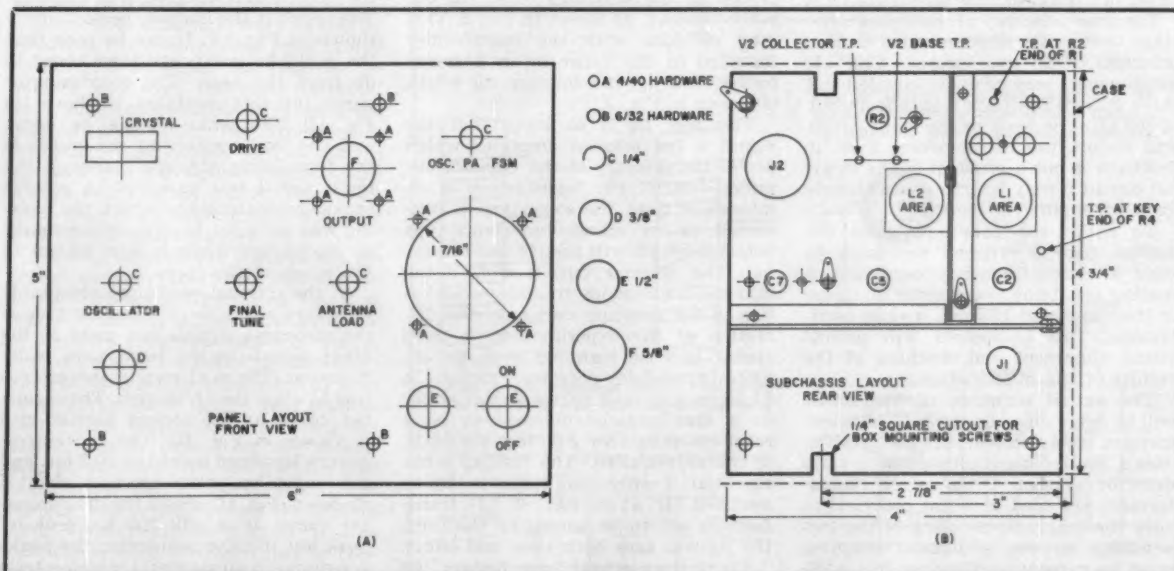 B
CRYSTAL
C
DRIVE
B
A
F
A
A
A
OUTPUT
C
OSC. PA FSM
A 4/40 HARDWARE
B 6/32 HARDWARE
C 1/4"
D 3/8"
E 1/2"
F 5/8"
A
A
1 7/16"
A
A
5"
C
OSCILLATOR
C
FINAL
TUNE
C
ANTENNA
LOAD
D
PANEL LAYOUT
FRONT VIEW
ON
E
E
OFF
B
B
6"
(A)
V2 COLLECTOR T.P.
V2 BASE T.P.
T.P. AT R2
END OF R1
CASE
R2
J2
L2
AREA
L1
AREA
T.P. AT KEY
END OF R4
4 3/4"
C7
C5
C2
J1
SUBCHASSIS LAYOUT
REAR VIEW
1/4" SQUARE CUTOUT FOR
BOX MOUNTING SCREWS
2 7/8"
3"
4"
(B)